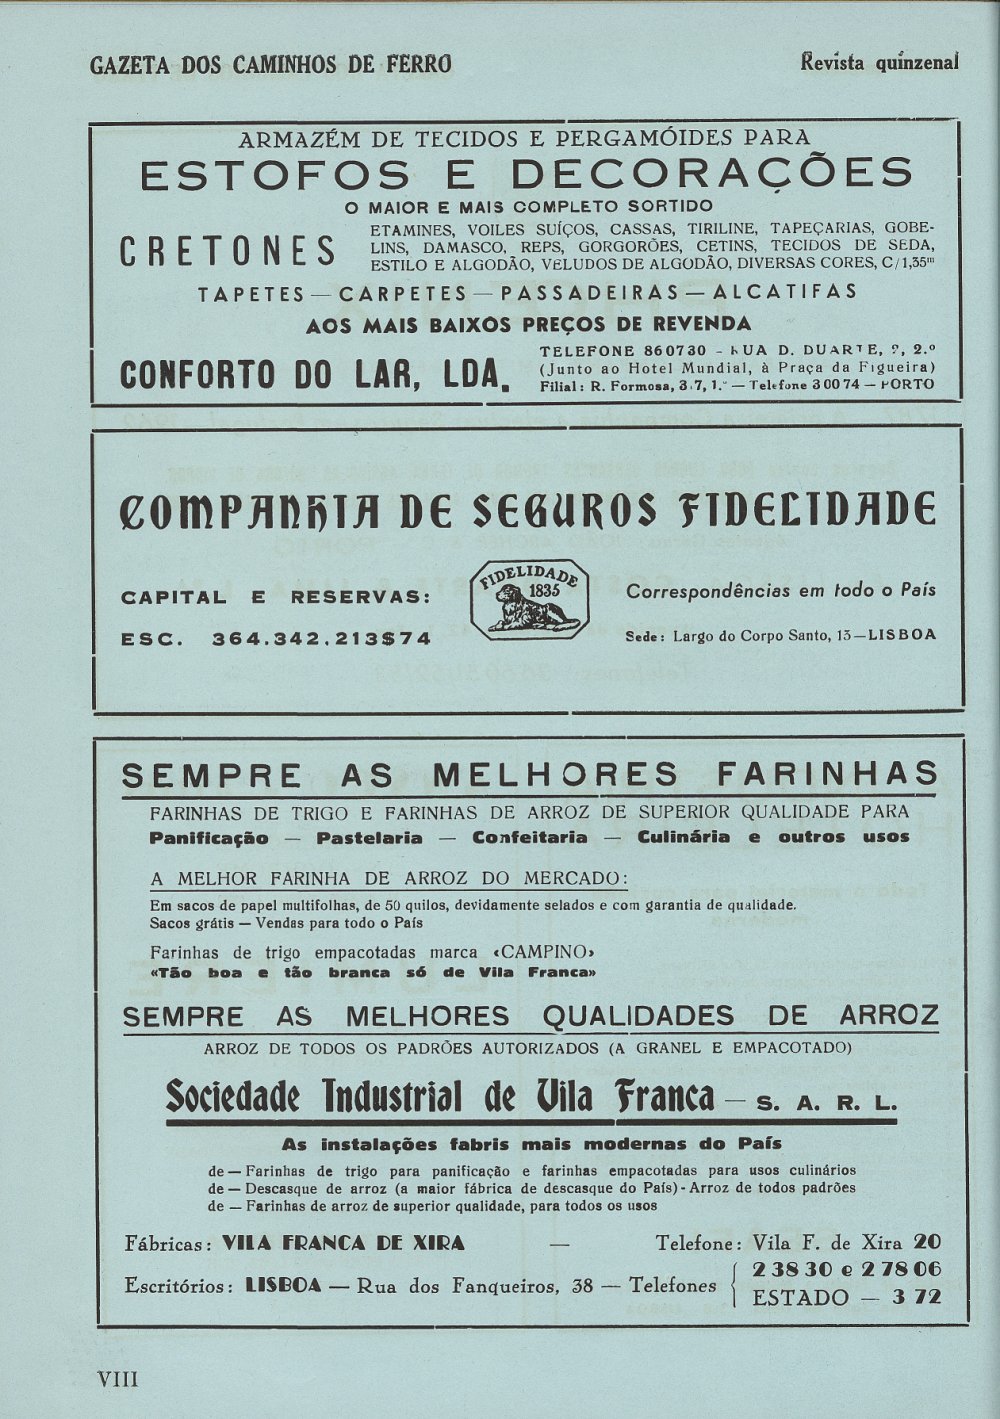 GAZETA DOS CAMINHOS DE FERRO
Revista quinzenal
ARMAZÉM DE TECIDOS E PERGAMÓIDES PARA
ESTOFOS E DECORAÇÕES
O MAIOR E MAIS COMPLETO SORTIDO
CRETONES
ETAMINES, VOILES SUÍÇOS, CASSAS, TIRILINE, TAPEÇARIAS, GOBE-
LINS, DAMASCO, REPS, GORGORÕES, CETINS, TECIDOS DE SEDA,
ESTILO E ALGODÃO, VELUDOS DE ALGODÃO, DIVERSAS CORES, C/1,35m
TAPETES — CARPETES — PASSADEIRAS — ALCATIFAS
AOS MAIS BAIXOS PREÇOS DE REVENDA
CONFORTO DO LAR, LDA.
TELEFONE 860730 - RUA D. DUARTE, 2.º
(Junto ao Hotel Mundial, à Praça da Figueira)
Filial: R. Formosa, — Telefone 30074 — PORTO
COMPANHIA DE SEGUROS FIDELIDADE
CAPITAL E RESERVAS:
ESC. 364.342.213$74
FIDELIDADE
1835
Correspondências em todo o País
Sede: Largo do Corpo Santo, 13 — LISBOA
SEMPRE AS MELHORES FARINHAS
FARINHAS DE TRIGO E FARINHAS DE ARROZ DE SUPERIOR QUALIDADE PARA
Panificação — Pastelaria — Confeitaria — Culinária e outros usos
A MELHOR FARINHA DE ARROZ DO MERCADO:
Em sacos de papel multifolhas, de 50 quilos, devidamente selados e com garantia de qualidade.
Sacos grátis — Vendas para todo o País
Farinhas de trigo empacotadas marca «CAMPINO»
«Tão boa e tão branca só de Vila Franca»
SEMPRE AS MELHORES QUALIDADES DE ARROZ
ARROZ DE TODOS OS PADRÕES AUTORIZADOS (A GRANEL E EMPACOTADO)
Sociedade Industrial de Vila Franca — S. A. R. L.
As instalações fabris mais modernas do País
de — Farinhas de trigo para panificação e farinhas empacotadas para usos culinários
de — Descasque de arroz (a maior fábrica de descasque do País) - Arroz de todos padrões
de — Farinhas de arroz de superior qualidade, para todos os usos
Fábricas: VILA FRANCA DE XIRA — Telefone: Vila F. de Xira 20
Escritórios: LISBOA — Rua dos Fanqueiros, 38 — Telefones
23830 e 27806
ESTADO — 372
VIII